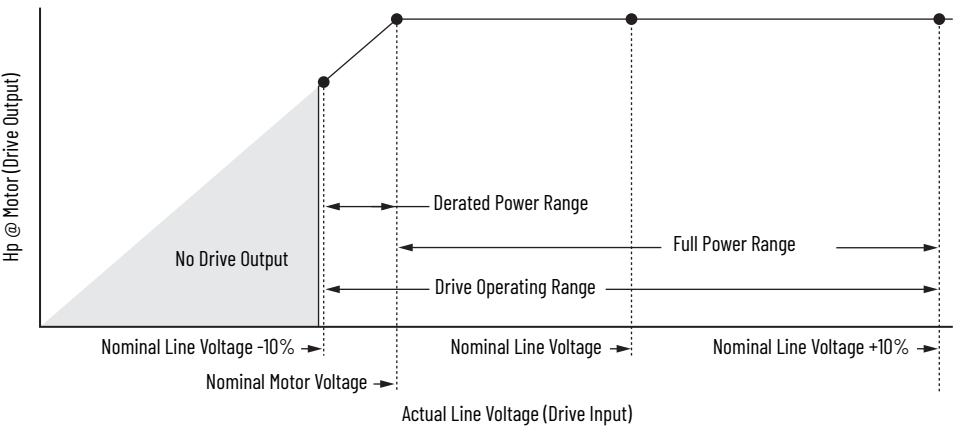 Hp @ Motor (Drive Output)
Derated Power Range
Full Power Range
No Drive Output
Drive Operating Range
Nominal Line Voltage -10%
Nominal Line Voltage
Nominal Line Voltage +10%
Nominal Motor Voltage
Actual Line Voltage (Drive Input)